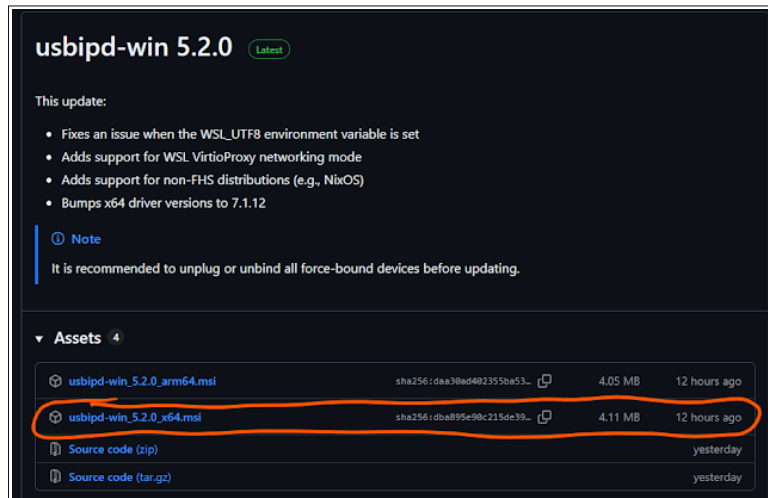 usbipd-win 5.2.0 Latest
This update:
• Fixes an issue when the WSL_UTF8 environment variable is set
• Adds support for WSL VirtioProxy networking mode
• Adds support for non-FHS distributions (e.g., NixOS)
• Bumps x64 driver versions to 7.1.12
Note
It is recommended to unplug or unbind all force-bound devices before updating.
Assets 4
usbipd-win_5.2.0_arm64.msi sha256:daa30ad402355ba53… 4.05 MB 12 hours ago
usbipd-win_5.2.0_x64.msi sha256:dba895e90c215de39… 4.11 MB 12 hours ago
Source code (zip) yesterday
Source code (tar.gz) yesterday